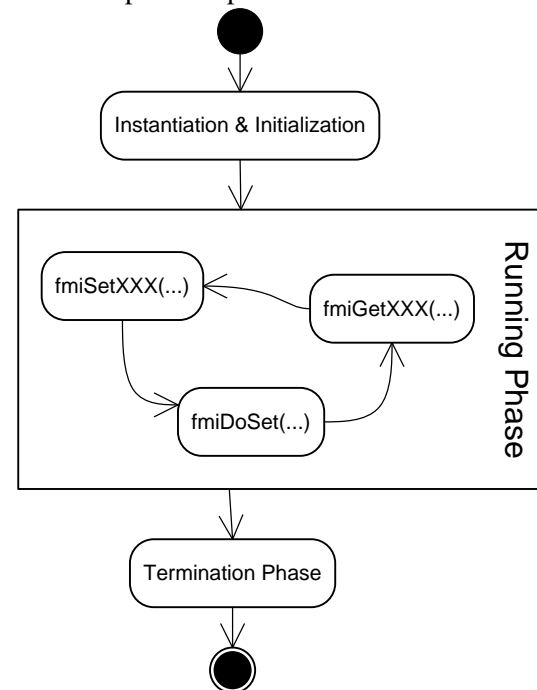 Instantiation & Initialization
Running Phase
fmiSetXXX(...)
fmiGetXXX(...)
fmiDoSet(...)
Termination Phase